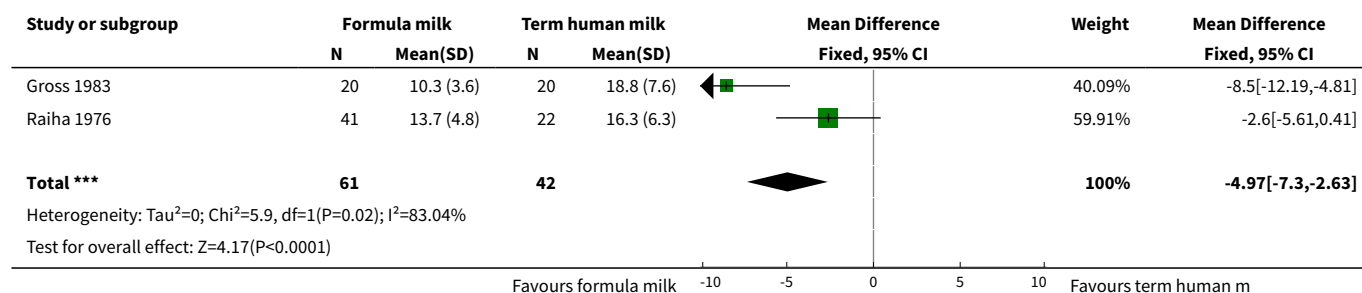 Study or subgroup Formula milk Term human milk Mean Difference Weight Mean Difference
N Mean(SD) N Mean(SD) Fixed, 95% CI Fixed, 95% CI
Gross 1983 20 10.3 (3.6) 20 18.8 (7.6) 40.09% -8.5[-12.19,-4.81]
Raiha 1976 41 13.7 (4.8) 22 16.3 (6.3) 59.91% -2.6[-5.61,0.41]
Total *** 61 42 100% -4.97[-7.3,-2.63]
Heterogeneity: Tau²=0; Chi²=5.9, df=1(P=0.02); I²=83.04%
Test for overall effect: Z=4.17(P<0.0001)
Favours formula milk -10 -5 0 5 10 Favours term human m